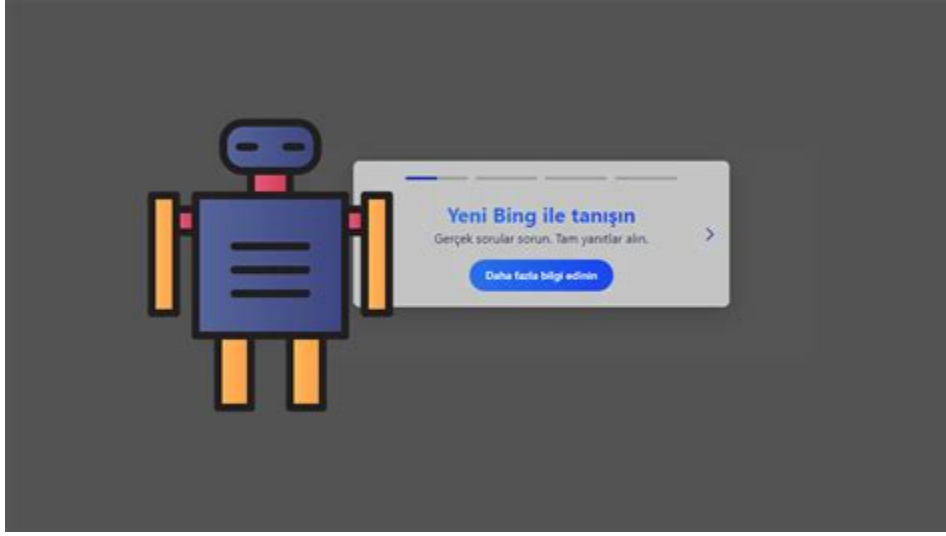 Yeni Bing ile tanışın
Gerçek sorular sorun. Tam yanıtlar alın.
Daha fazla bilgi edinin